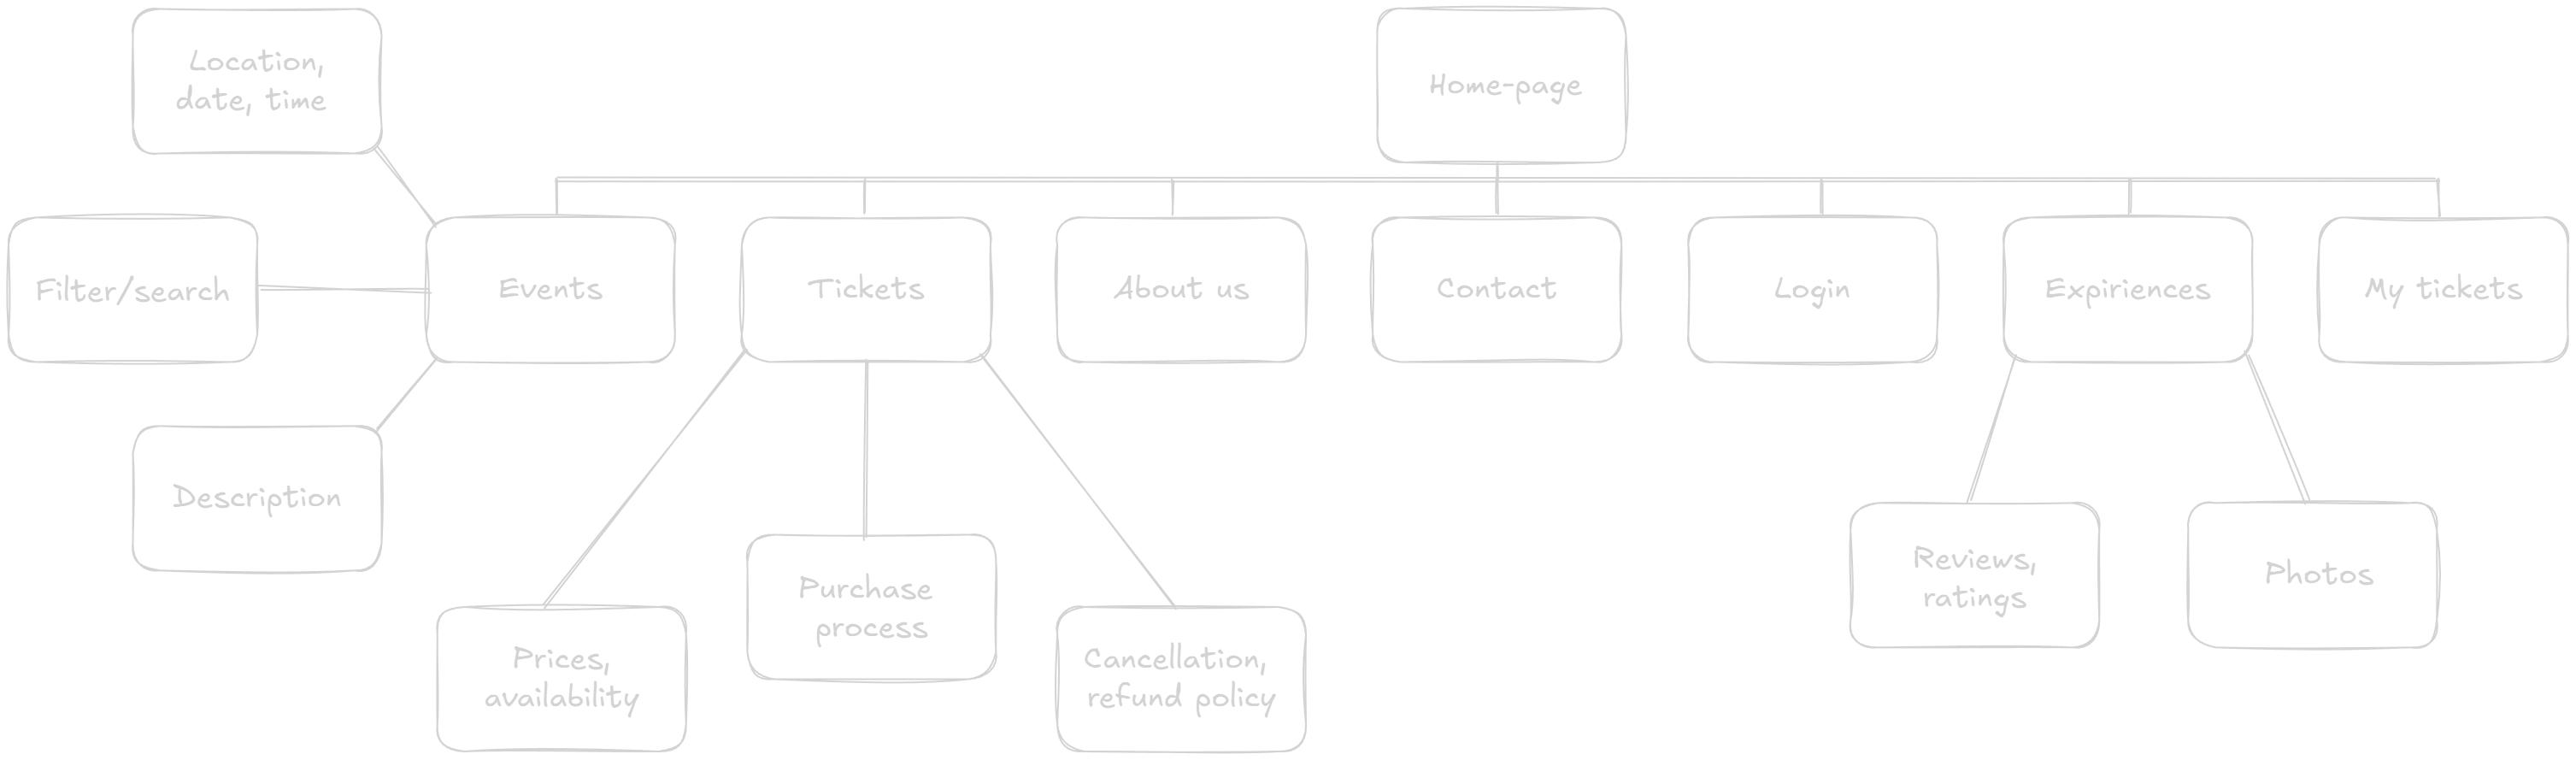 Location,
date, time
Home-page
Filter/search
Events
Tickets
About us
Contact
Login
Expiriences
My tickets
Description
Purchase
process
Reviews,
ratings
Photos
Prices,
availability
Cancellation,
refund policy